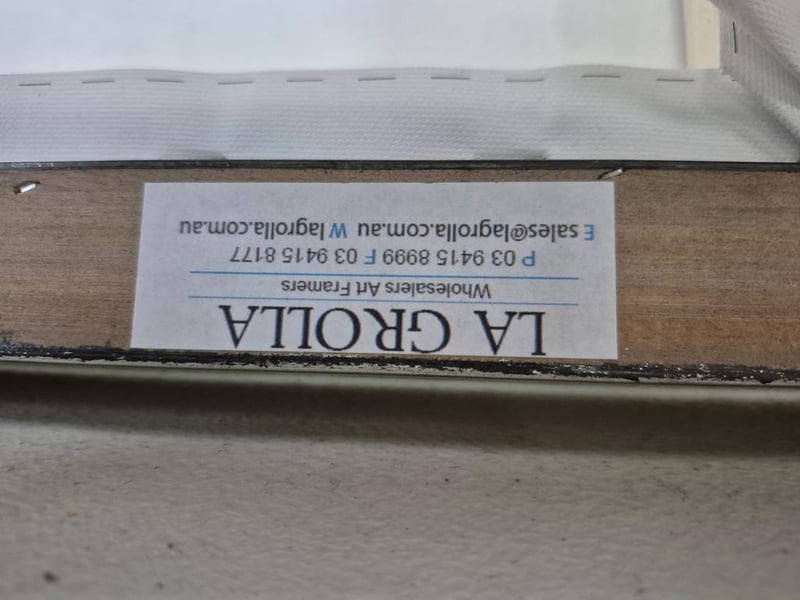 LA GROLLA
Wholesalers Art Framers
P 03 9415 8999 F 03 9415 8177
E sales@lagrolla.com.au W lagrolla.com.au